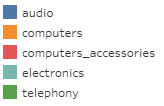 audio
computers
computers_accessories
electronics
telephony